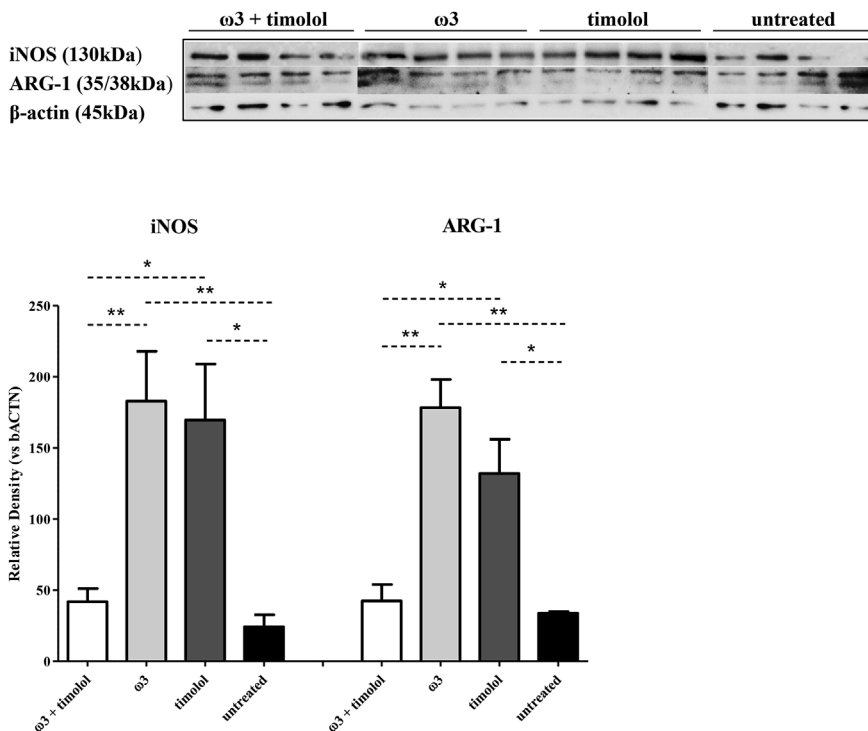 ω3 + timolol ω3 timolol untreated
iNOS (130kDa)
ARG-1 (35/38kDa)
β-actin (45kDa)
iNOS ARG-1
* *
** **
** * ** *
250
200
150
100
50
0
Relative Density (vs bACTN)
ω3 + timolol ω3 timolol untreated ω3 + timolol ω3 timolol untreated